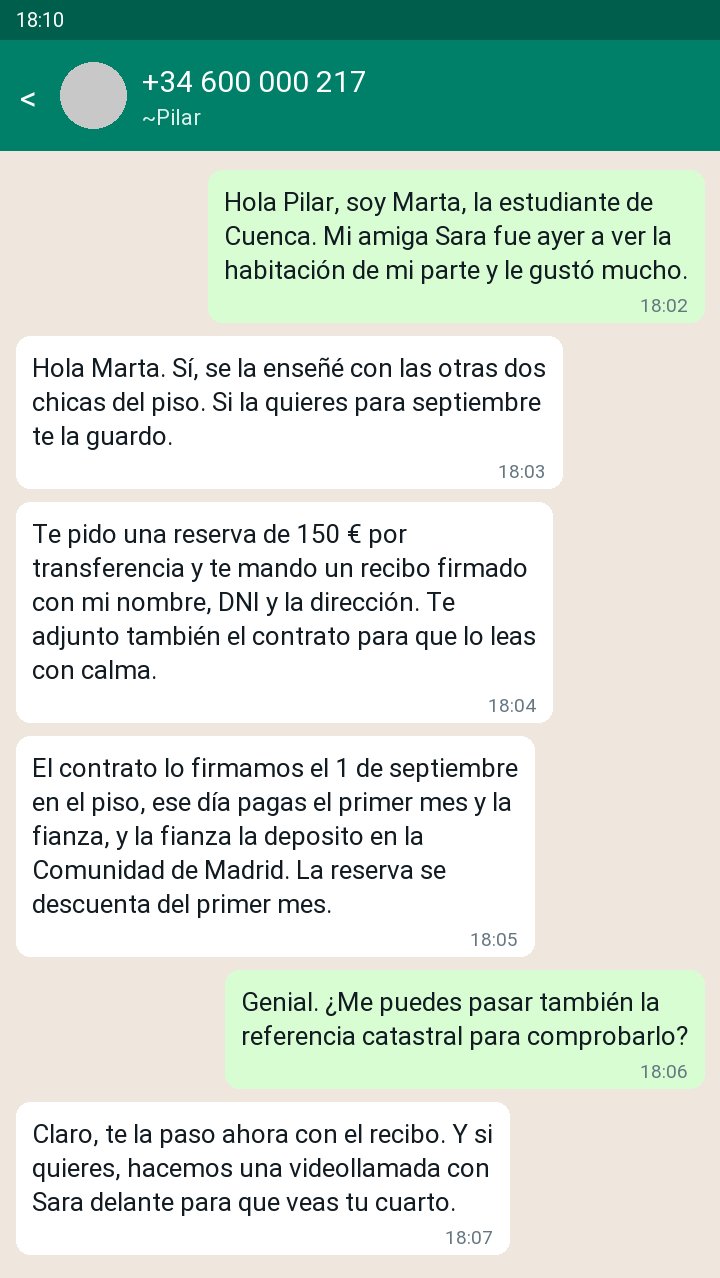 18:10
<
+34 600 000 217
~Pilar
Hola Pilar, soy Marta, la estudiante de
Cuenca. Mi amiga Sara fue ayer a ver la
habitación de mi parte y le gustó mucho.
18:02
Hola Marta. Sí, se la enseñé con las otras dos
chicas del piso. Si la quieres para septiembre
te la guardo.
18:03
Te pido una reserva de 150 € por
transferencia y te mando un recibo firmado
con mi nombre, DNI y la dirección. Te
adjunto también el contrato para que lo leas
con calma.
18:04
El contrato lo firmamos el 1 de septiembre
en el piso, ese día pagas el primer mes y la
fianza, y la fianza la deposito en la
Comunidad de Madrid. La reserva se
descuenta del primer mes.
18:05
Genial. ¿Me puedes pasar también la
referencia catastral para comprobarlo?
18:06
Claro, te la paso ahora con el recibo. Y si
quieres, hacemos una videollamada con
Sara delante para que veas tu cuarto.
18:07